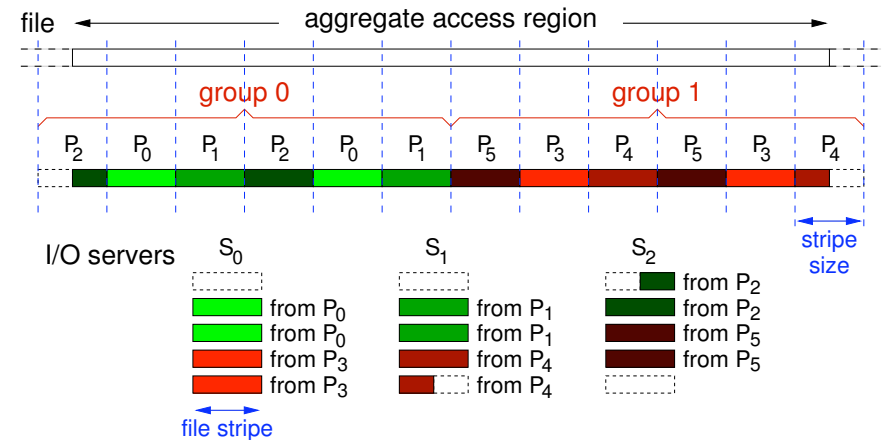 file
aggregate access region
group 0
group 1
P2 P0 P1 P2 P0 P1 P5 P3 P4 P5 P3 P4
I/O servers
S0
S1
S2
stripe
size
from P2
from P0
from P1
from P2
from P0
from P1
from P5
from P3
from P4
from P5
from P3
from P4
file stripe